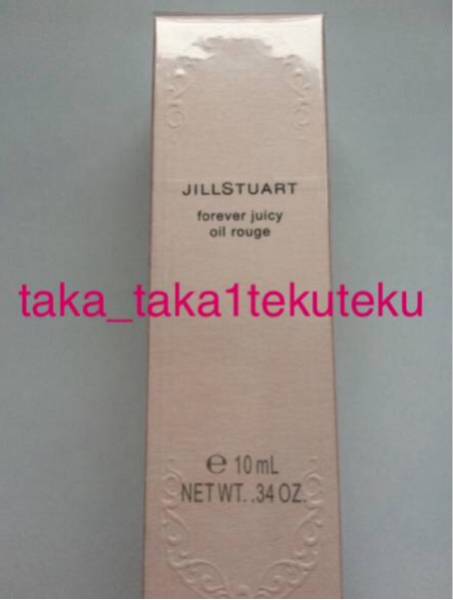 JILLSTUART
forever juicy
oil rouge
taka_taka1tekuteku
℮ 10 mL
NET WT. .34 OZ.